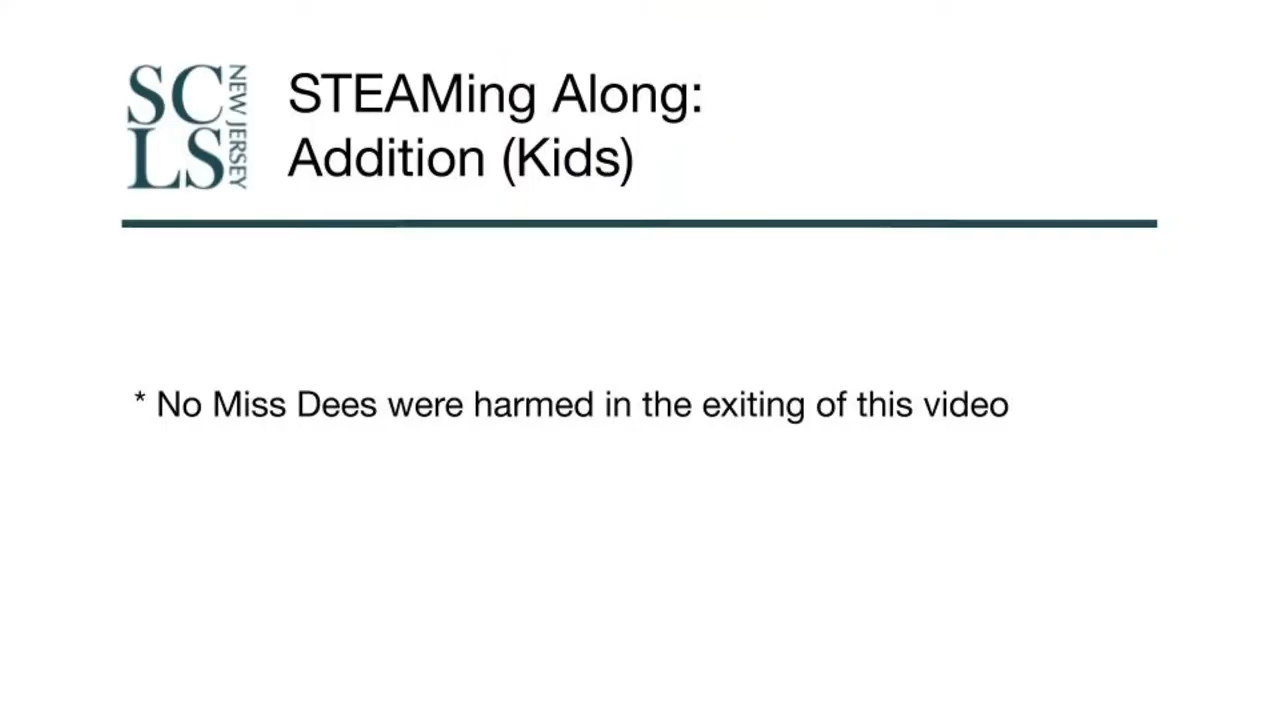 SC
LS
NEW JERSEY
STEAMing Along:
Addition (Kids)
* No Miss Dees were harmed in the exiting of this video